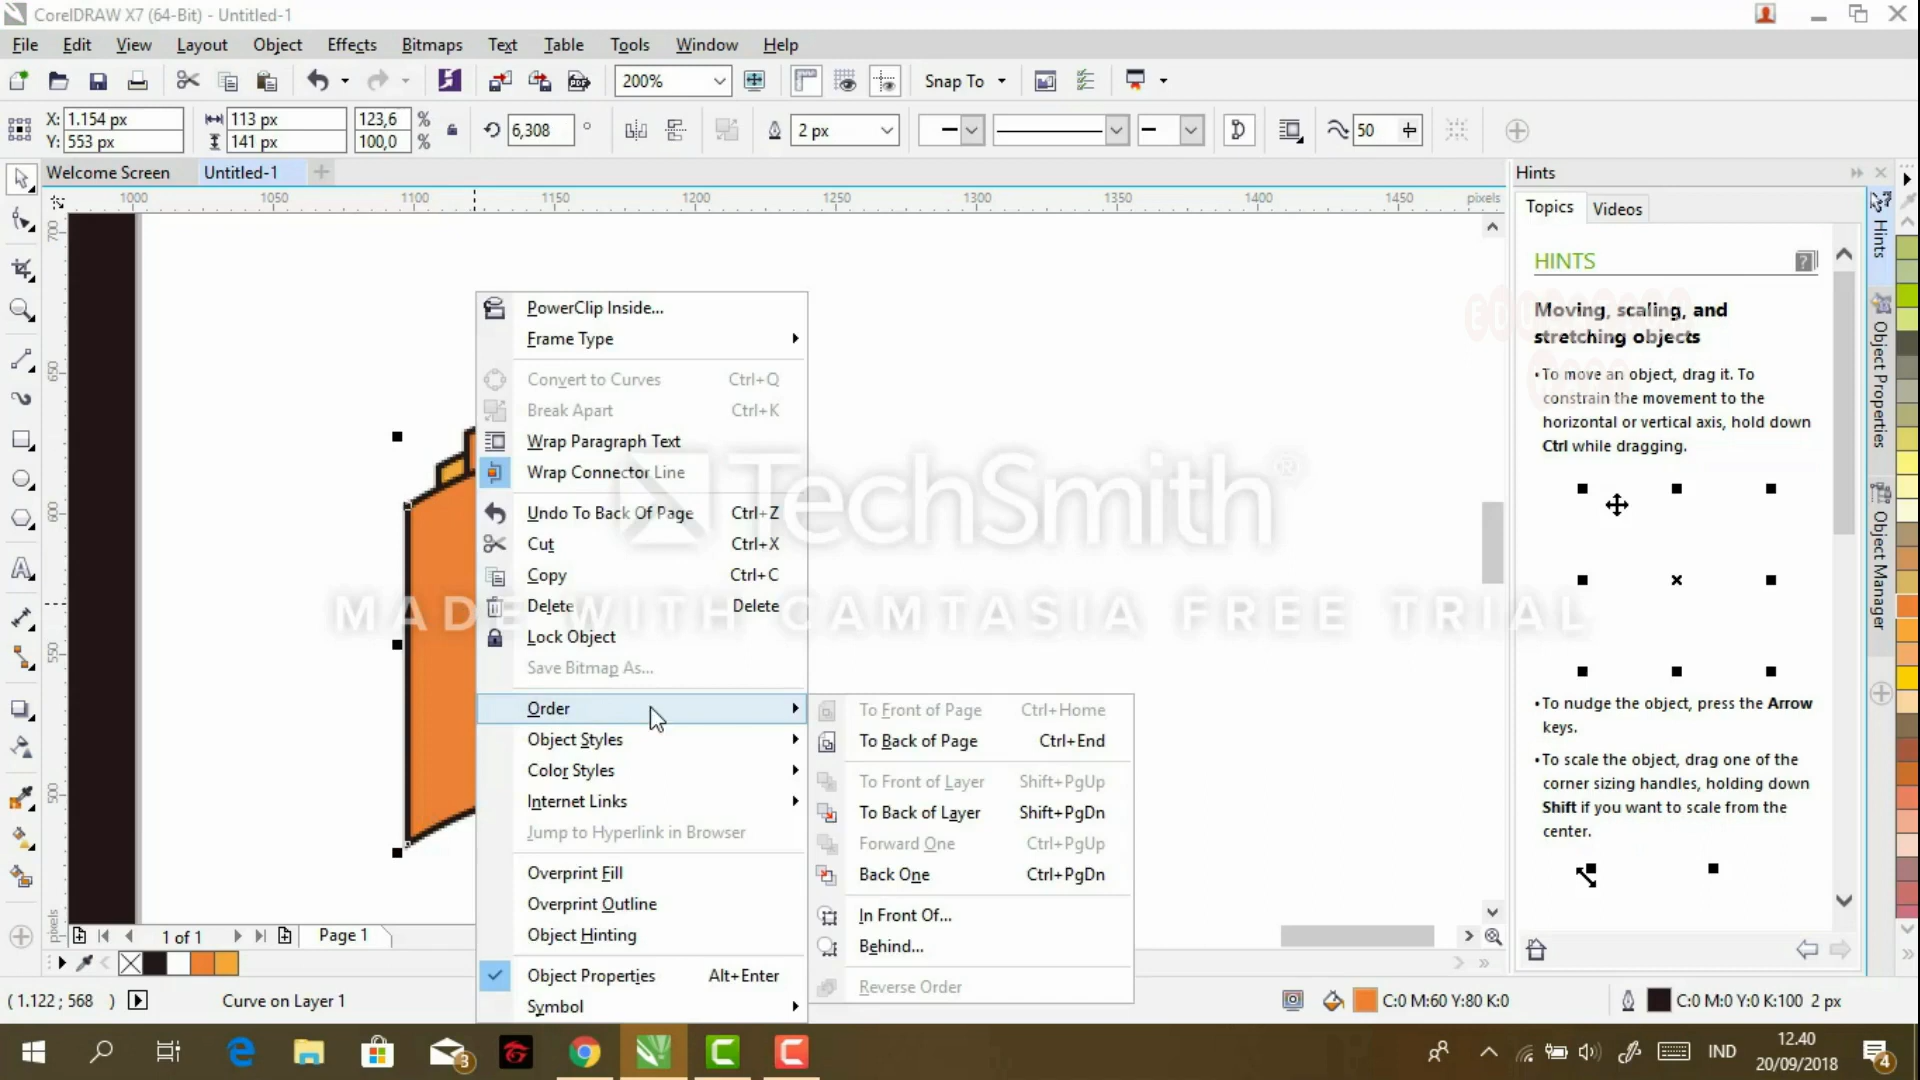 CorelDRAW X7 (64-Bit) - Untitled-1
File Edit View Layout Object Effects Bitmaps Text Table Tools Window Help
200% Snap To
X: 1.154 px 113 px 123,6 % 6,308 ° 2 px 50
Y: 553 px 141 px 100,0 %
Welcome Screen Untitled-1
1000 1050 1100 1150 1200 1250 1300 1350 1400 1450 pixels
700
650
600
550
500
pixels
PowerClip Inside...
Frame Type
Convert to Curves Ctrl+Q
Break Apart Ctrl+K
Wrap Paragraph Text
Wrap Connector Line
Undo To Back Of Page Ctrl+Z
Cut Ctrl+X
Copy Ctrl+C
Delete Delete
Lock Object
Save Bitmap As...
Order
Object Styles
Color Styles
Internet Links
Jump to Hyperlink in Browser
Overprint Fill
Overprint Outline
Object Hinting
Object Properties Alt+Enter
Symbol
To Front of Page Ctrl+Home
To Back of Page Ctrl+End
To Front of Layer Shift+PgUp
To Back of Layer Shift+PgDn
Forward One Ctrl+PgUp
Back One Ctrl+PgDn
In Front Of...
Behind...
Reverse Order
TechSmith®
MADE WITH CAMTASIA FREE TRIAL
Hints
Topics Videos
HINTS
Moving, scaling, and
stretching objects
•To move an object, drag it. To
constrain the movement to the
horizontal or vertical axis, hold down
Ctrl while dragging.
•To nudge the object, press the Arrow
keys.
•To scale the object, drag one of the
corner sizing handles, holding down
Shift if you want to scale from the
center.
Hints
Object Properties
Object Manager
1 of 1 Page 1
( 1.122 ; 568 ) Curve on Layer 1 C:0 M:60 Y:80 K:0 C:0 M:0 Y:0 K:100 2 px
3 IND 12.40
20/09/2018 4